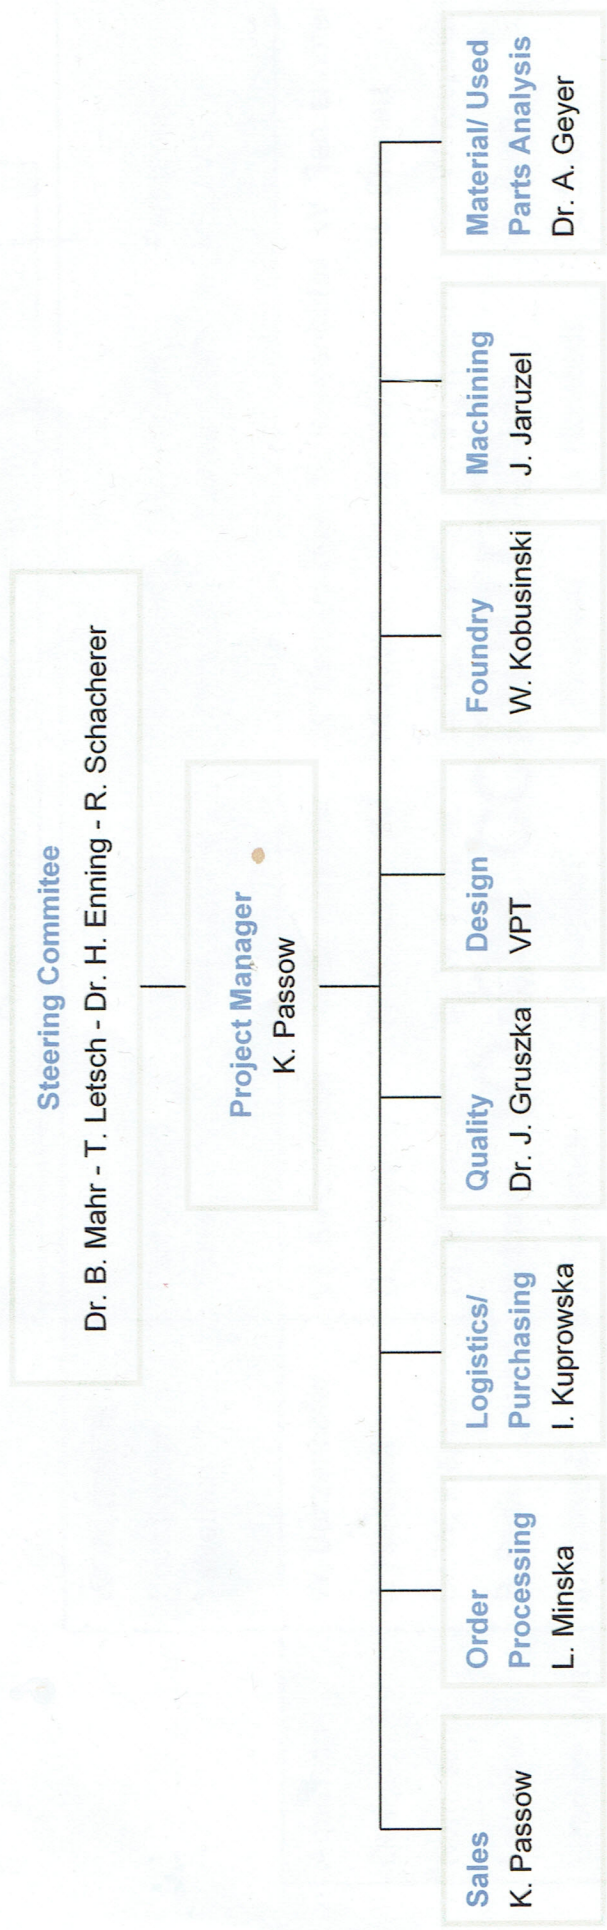 Steering Commitee
Dr. B. Mahr - T. Letsch - Dr. H. Enning - R. Schacherer
Project Manager
K. Passow
Sales
K. Passow
Order
Processing
L. Minska
Logistics/
Purchasing
I. Kuprowska
Quality
Dr. J. Gruszka
Design
VPT
Foundry
W. Kobusinski
Machining
J. Jaruzel
Material/ Used
Parts Analysis
Dr. A. Geyer